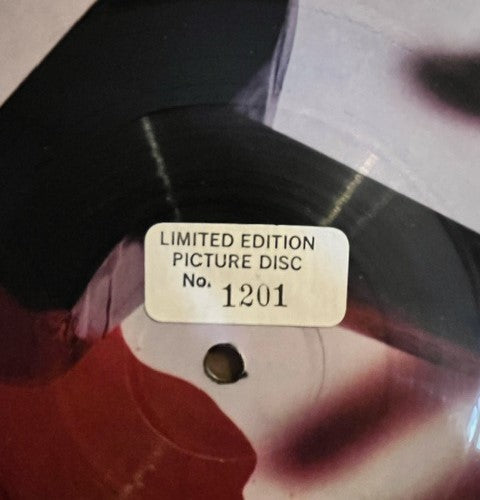 LIMITED EDITION
PICTURE DISC
No. 1201